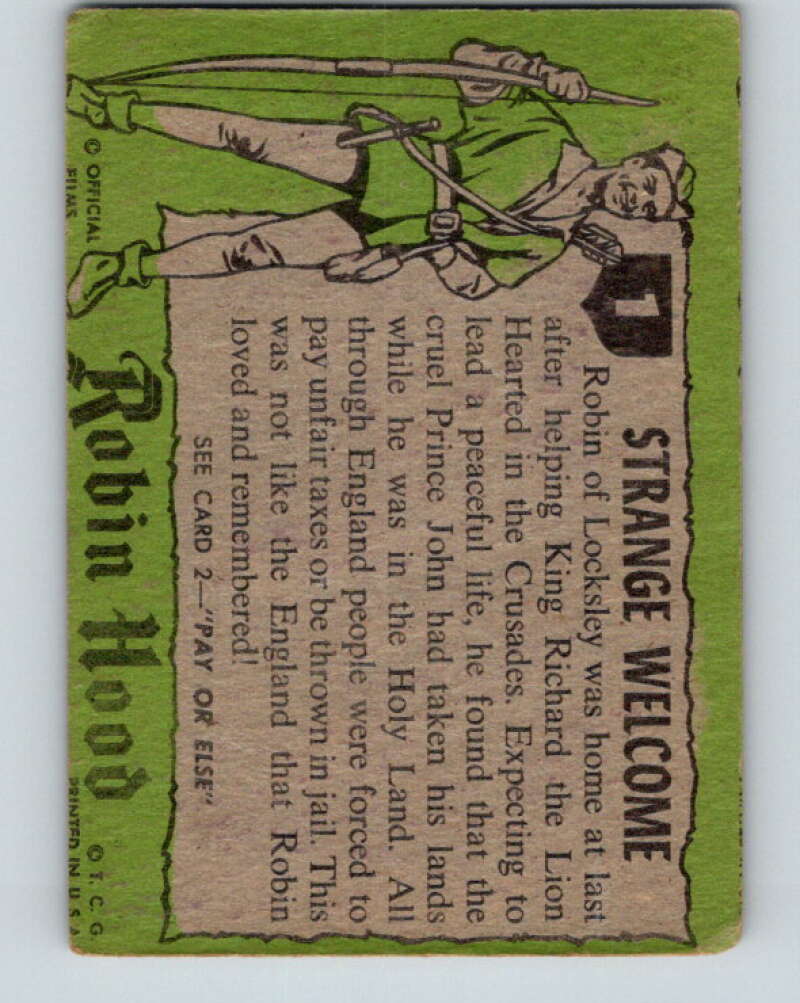 1
STRANGE WELCOME
Robin of Locksley was home at last
after helping King Richard the Lion
Hearted in the Crusades. Expecting to
lead a peaceful life, he found that the
cruel Prince John had taken his lands
while he was in the Holy Land. All
through England people were forced to
pay unfair taxes or be thrown in jail. This
was not like the England that Robin
loved and remembered!
SEE CARD 2—"PAY OR ELSE"
© OFFICIAL
FILMS
Robin Hood
© T. C. G.
PRINTED IN U S A